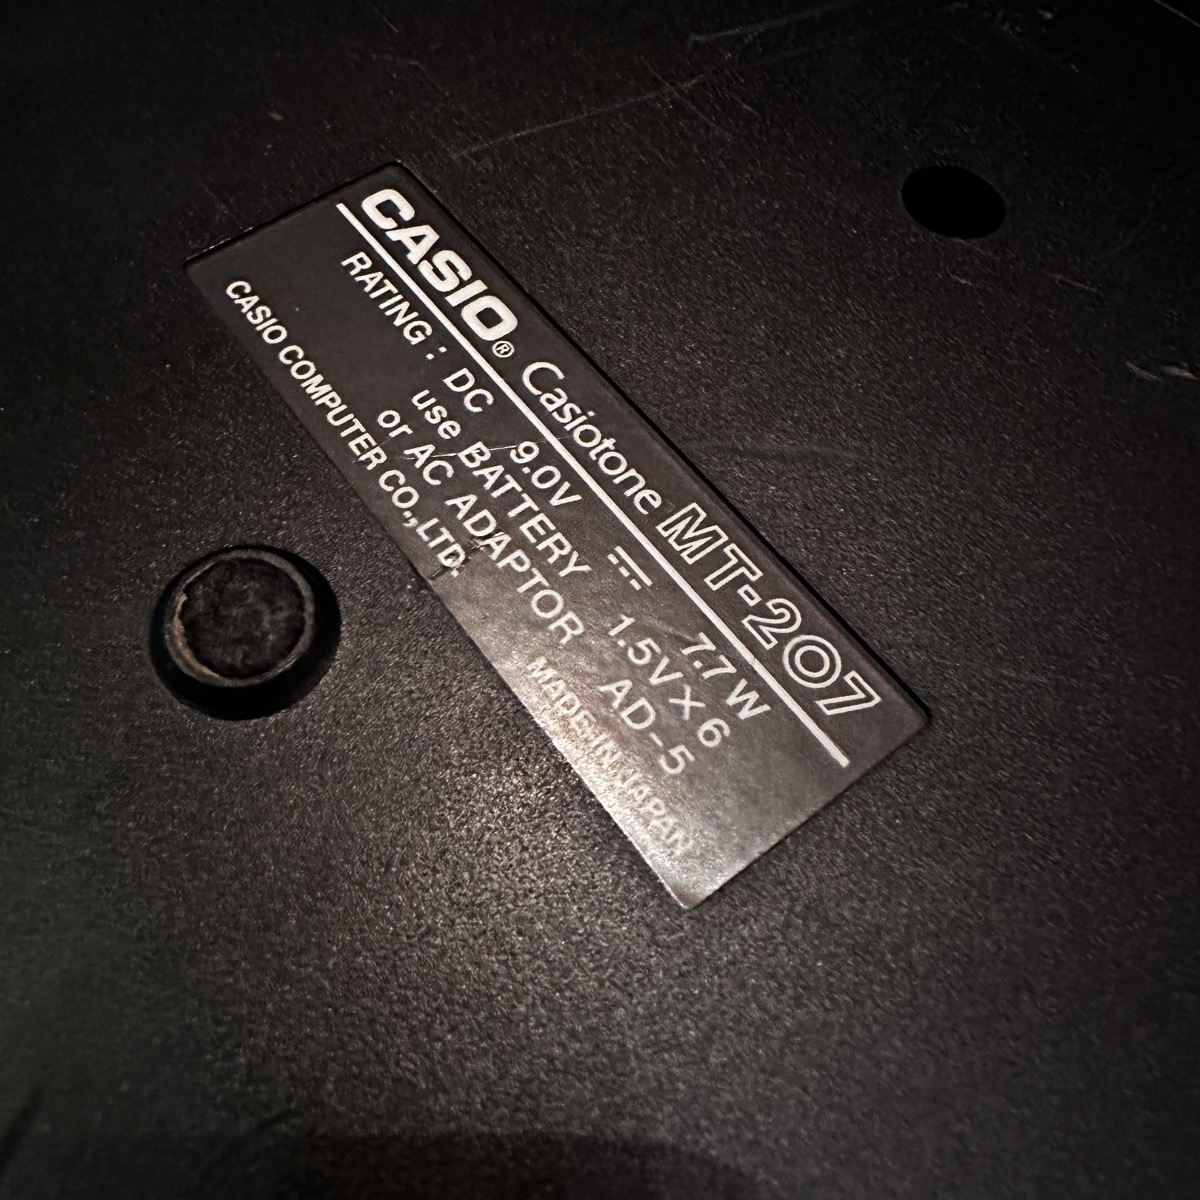 CASIO® Casiotone MT-207
RATING : DC 9.0V ⎓ 7.7W
use BATTERY 1.5V×6
or AC ADAPTOR AD-5
CASIO COMPUTER CO.,LTD. MADE IN JAPAN